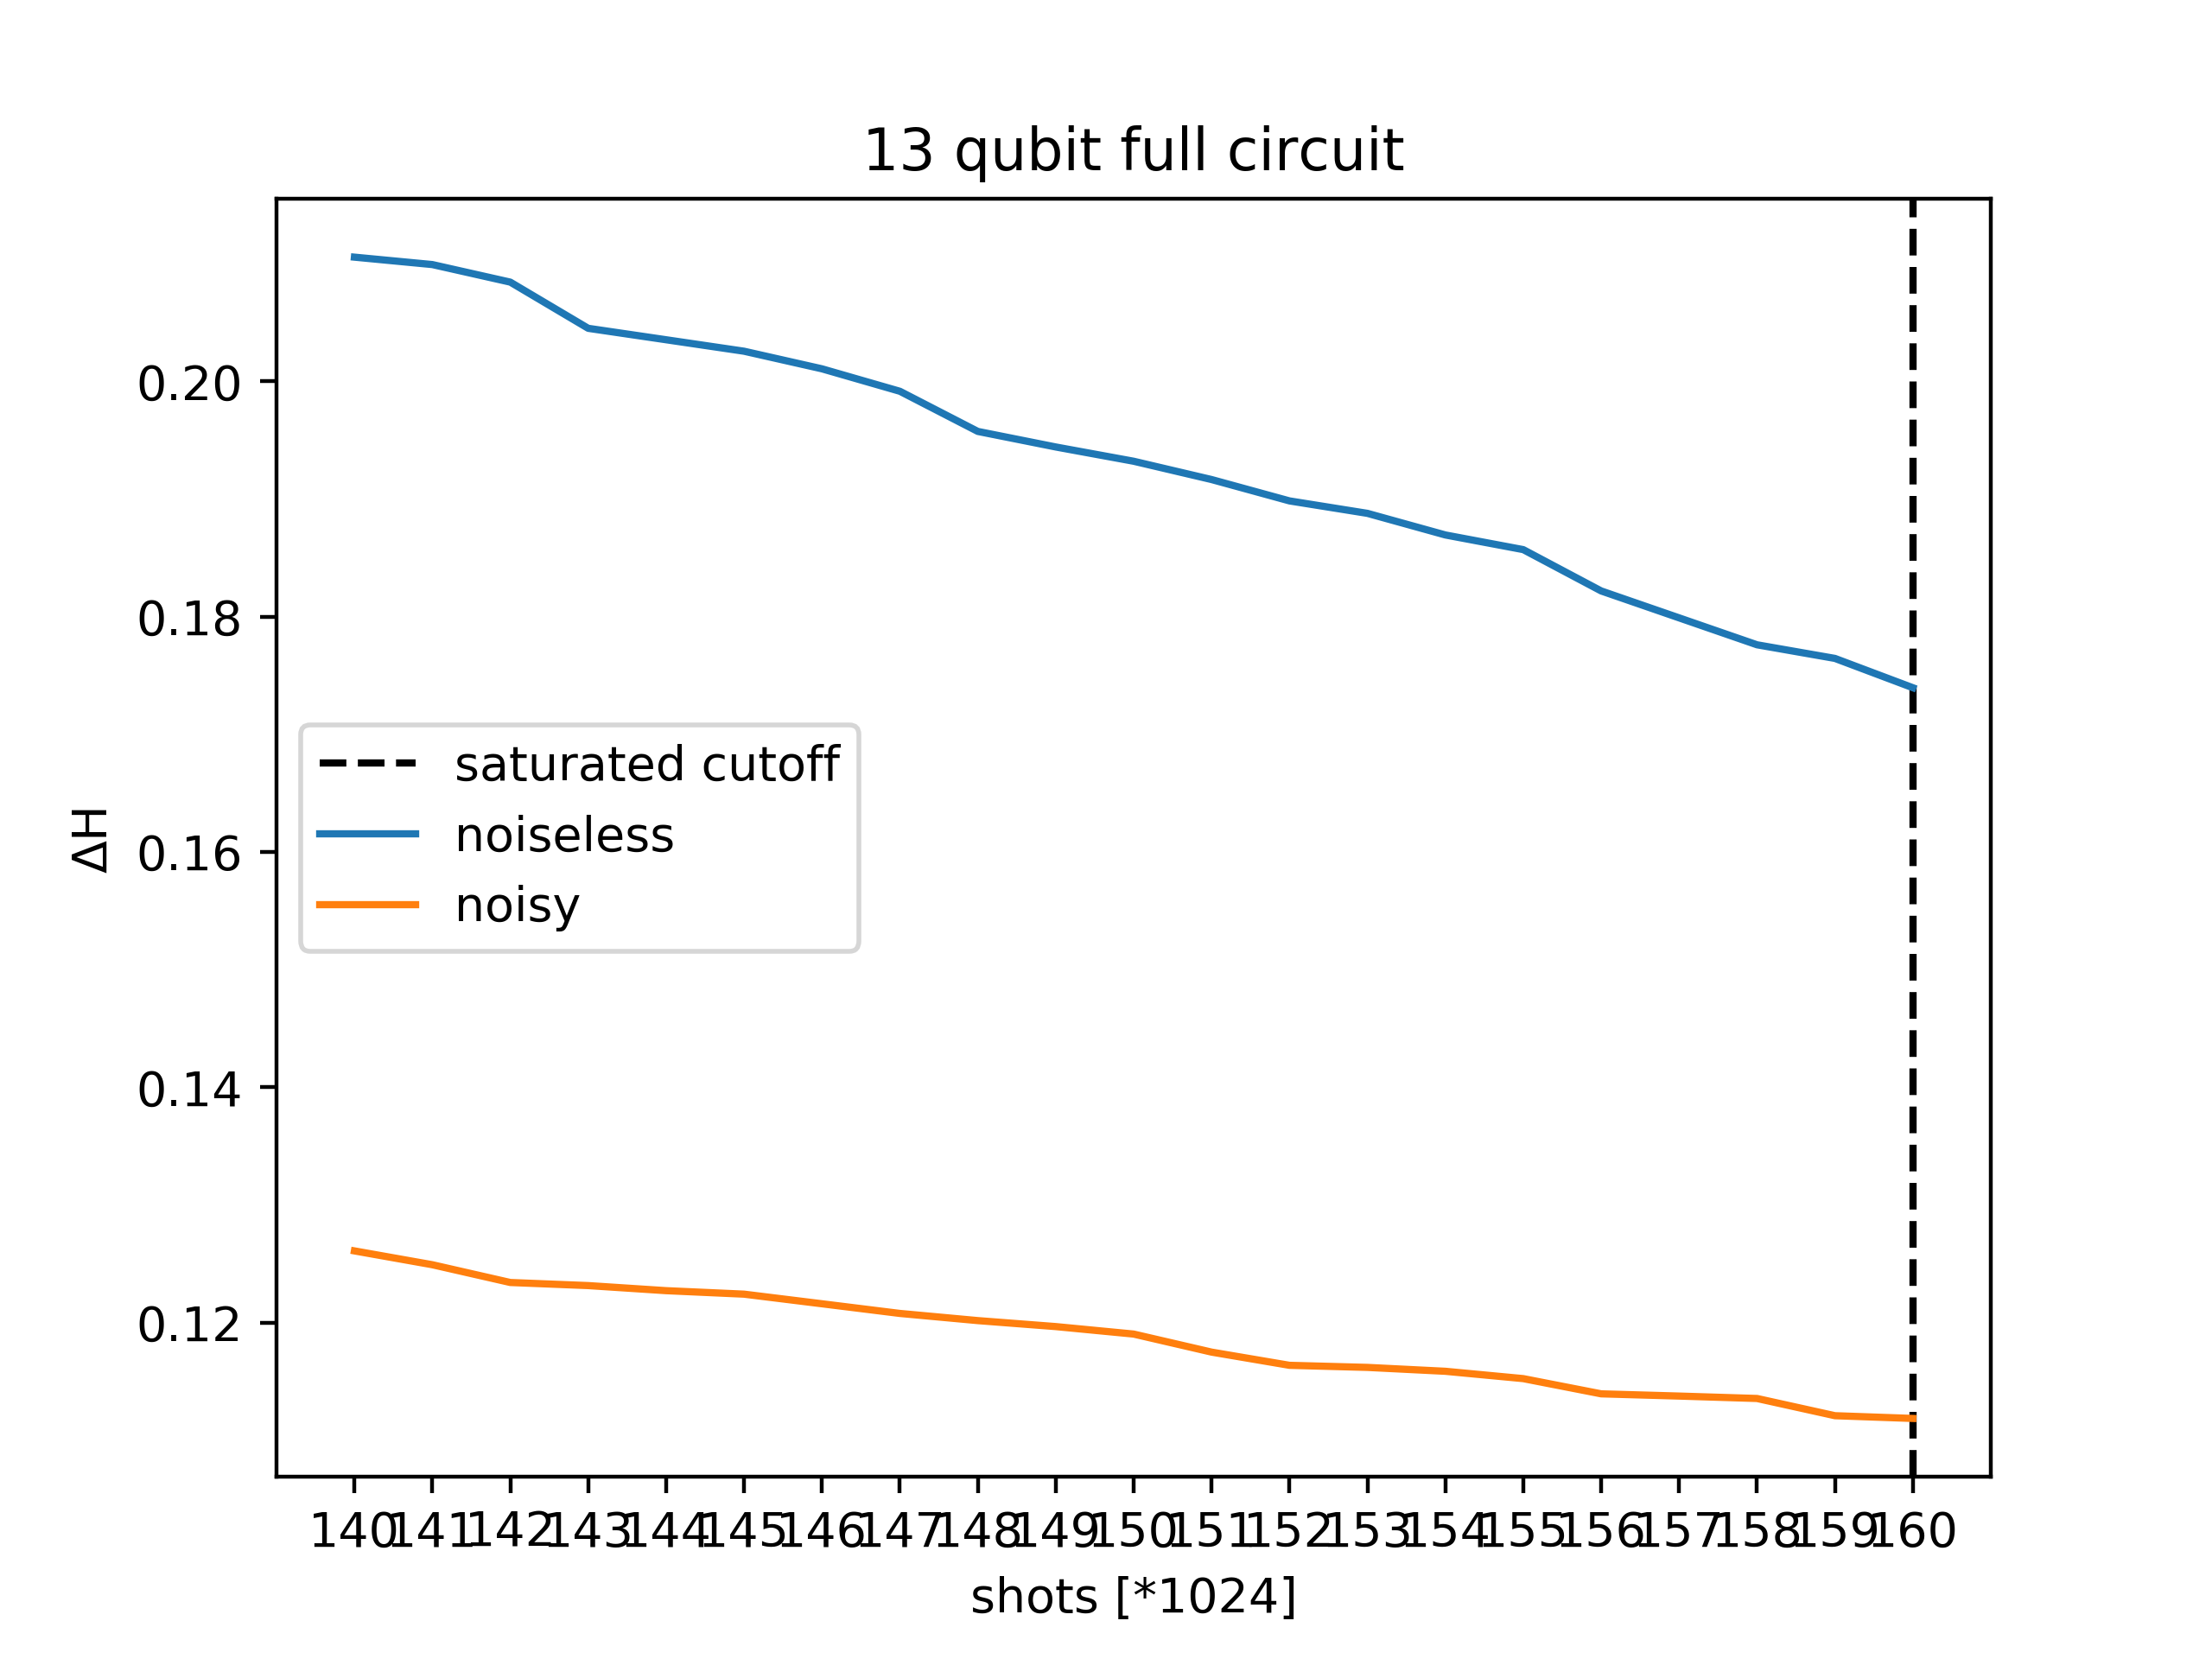 13 qubit full circuit
0.20
0.18
0.16
0.14
0.12
ΔH
saturated cutoff
noiseless
noisy
140 141 142 143 144 145 146 147 148 149 150 151 152 153 154 155 156 157 158 159 160
shots [*1024]